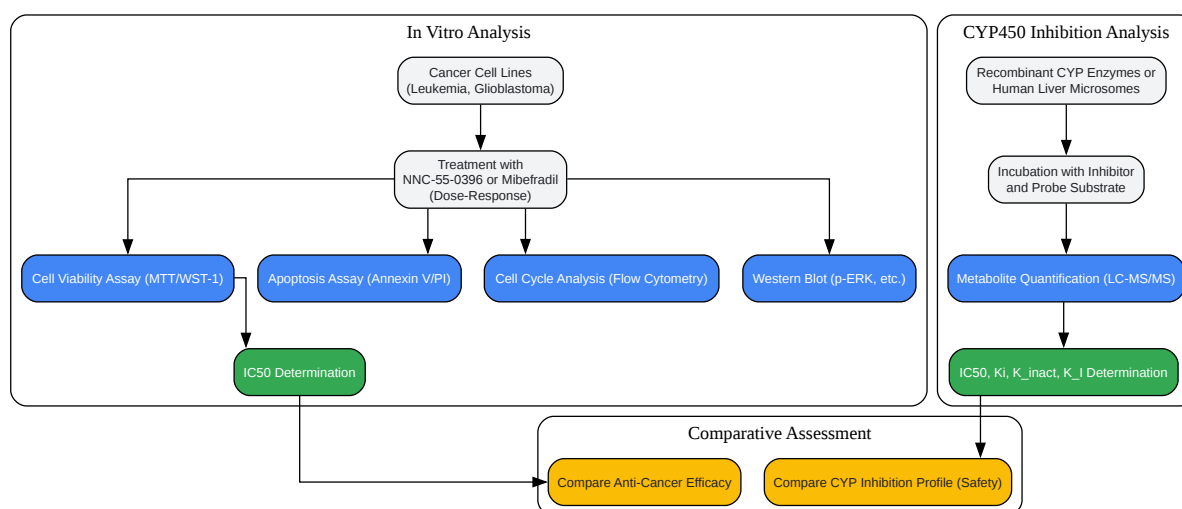 In Vitro Analysis
Cancer Cell Lines
(Leukemia, Glioblastoma)
Treatment with
NNC-55-0396 or Mibefradil
(Dose-Response)
Cell Viability Assay (MTT/WST-1)
Apoptosis Assay (Annexin V/PI)
Cell Cycle Analysis (Flow Cytometry)
Western Blot (p-ERK, etc.)
IC50 Determination
CYP450 Inhibition Analysis
Recombinant CYP Enzymes or
Human Liver Microsomes
Incubation with Inhibitor
and Probe Substrate
Metabolite Quantification (LC-MS/MS)
IC50, Ki, K_inact, K_I Determination
Comparative Assessment
Compare Anti-Cancer Efficacy
Compare CYP Inhibition Profile (Safety)